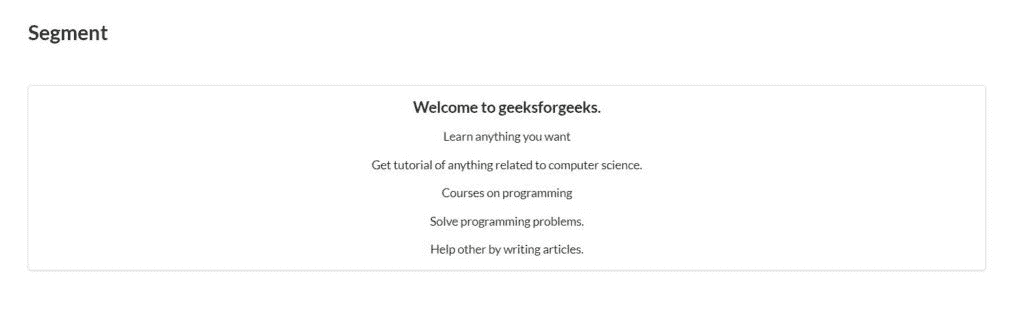 Segment
Welcome to geeksforgeeks.
Learn anything you want
Get tutorial of anything related to computer science.
Courses on programming
Solve programming problems.
Help other by writing articles.